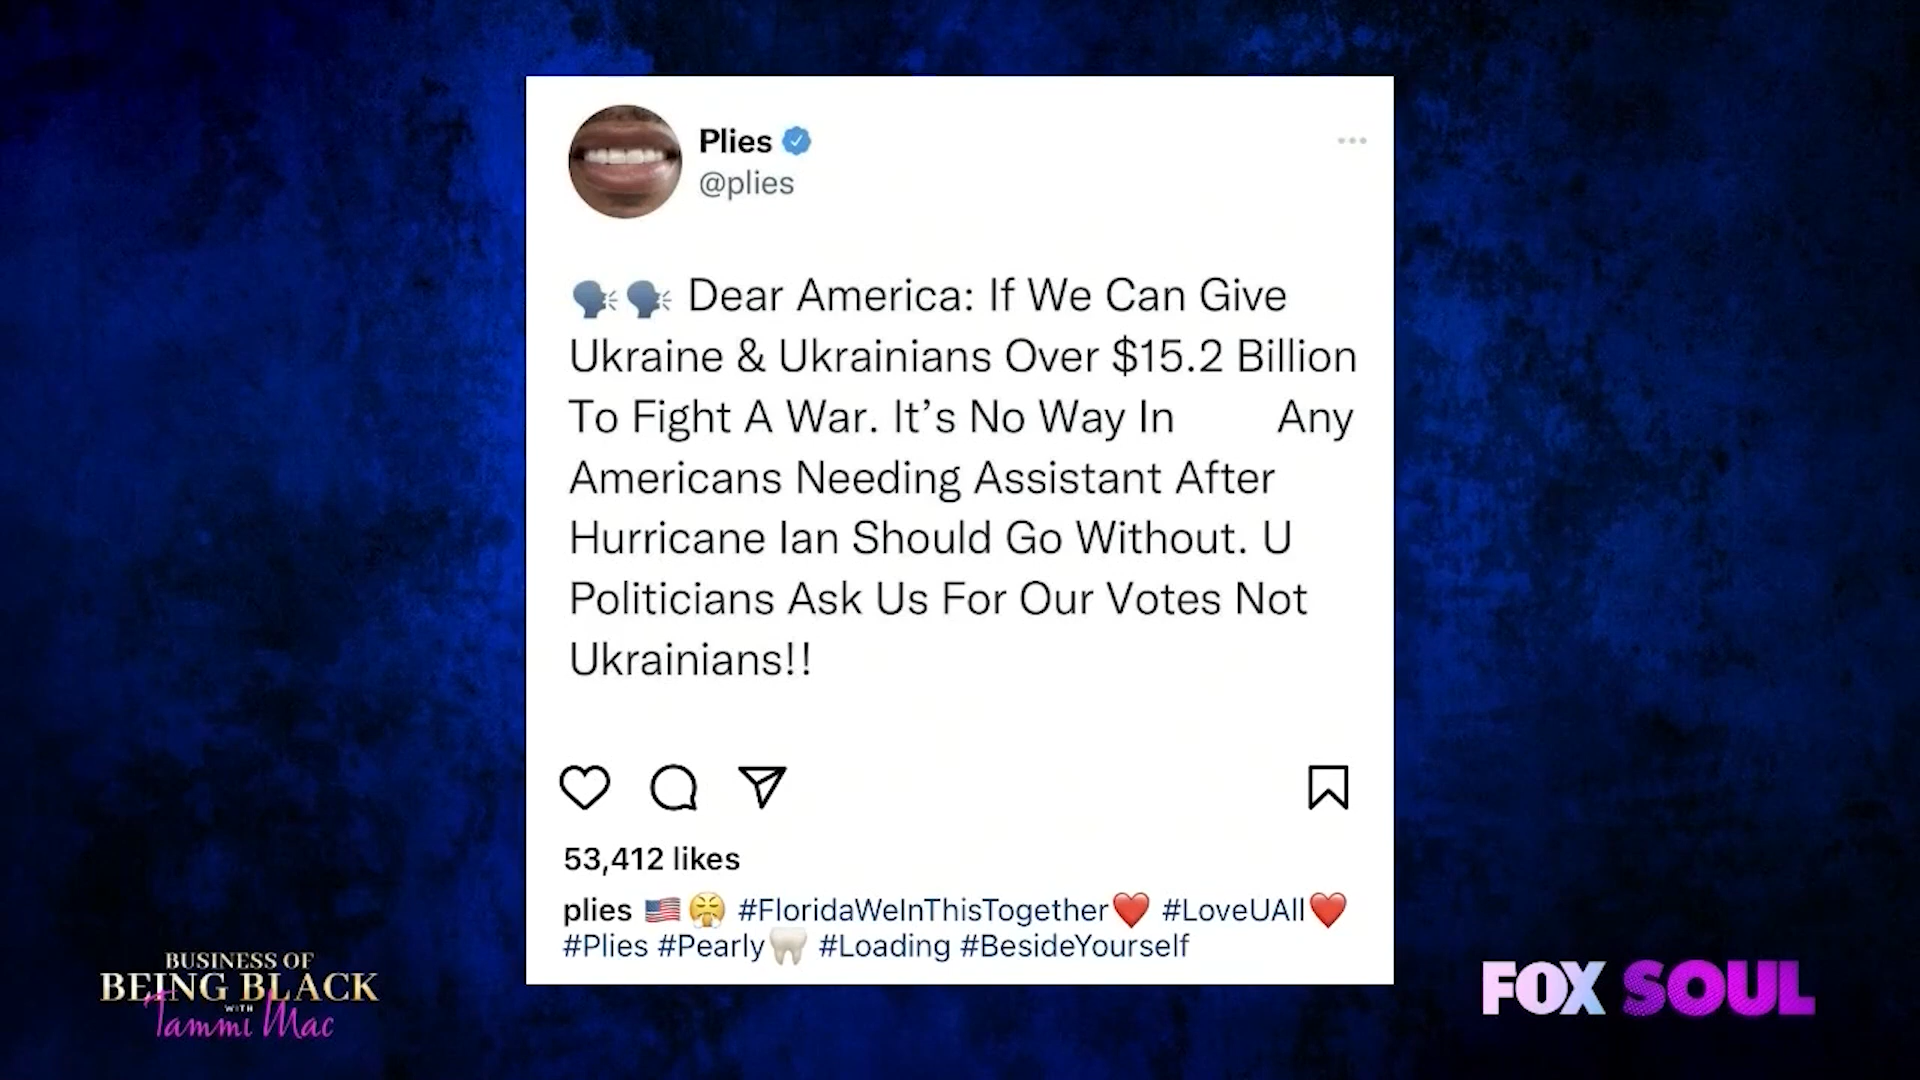 Plies
@plies
🗣🗣 Dear America: If We Can Give
Ukraine & Ukrainians Over $15.2 Billion
To Fight A War. It’s No Way In Any
Americans Needing Assistant After
Hurricane Ian Should Go Without. U
Politicians Ask Us For Our Votes Not
Ukrainians!!
53,412 likes
plies 🇺🇸😤 #FloridaWeInThisTogether❤️ #LoveUAll❤️
#Plies #Pearly🦷 #Loading #BesideYourself
BUSINESS OF
BEING BLACK
WITH
Tammi Mac
FOX SOUL